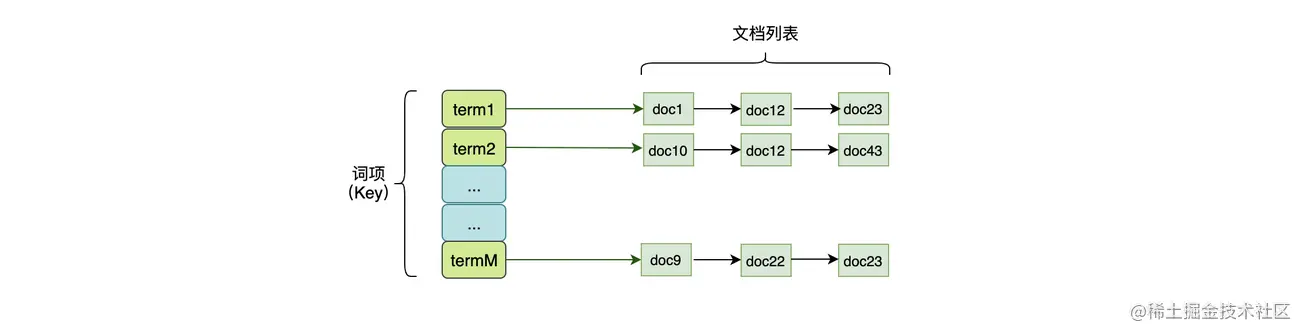 文档列表
term1
doc1
doc12
doc23
term2
doc10
doc12
doc43
词项
(Key)
...
...
termM
doc9
doc22
doc23
@稀土掘金技术社区